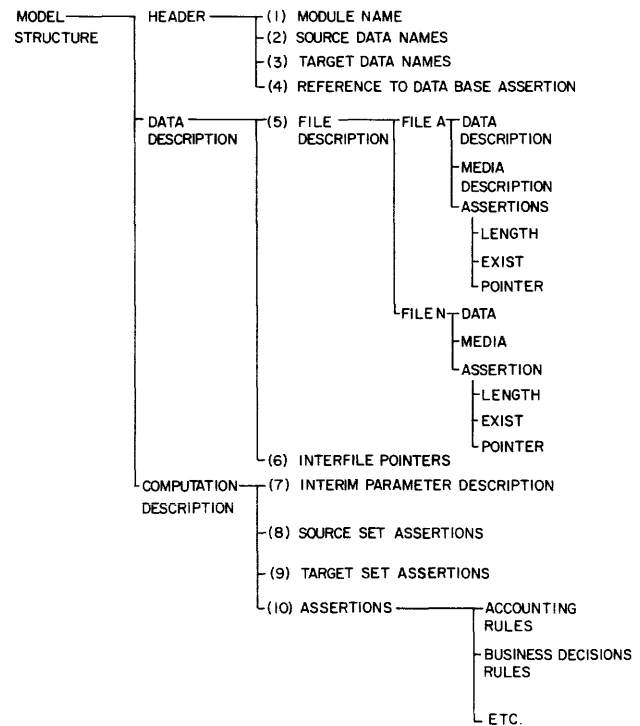 MODEL HEADER (1) MODULE NAME
STRUCTURE (2) SOURCE DATA NAMES
(3) TARGET DATA NAMES
(4) REFERENCE TO DATA BASE ASSERTION
DATA (5) FILE FILE A DATA
DESCRIPTION DESCRIPTION DESCRIPTION
MEDIA
DESCRIPTION
ASSERTIONS
LENGTH
EXIST
POINTER
FILE N DATA
MEDIA
ASSERTION
LENGTH
EXIST
POINTER
(6) INTERFILE POINTERS
COMPUTATION (7) INTERIM PARAMETER DESCRIPTION
DESCRIPTION
(8) SOURCE SET ASSERTIONS
(9) TARGET SET ASSERTIONS
(10) ASSERTIONS ACCOUNTING
RULES
BUSINESS DECISIONS
RULES
ETC.